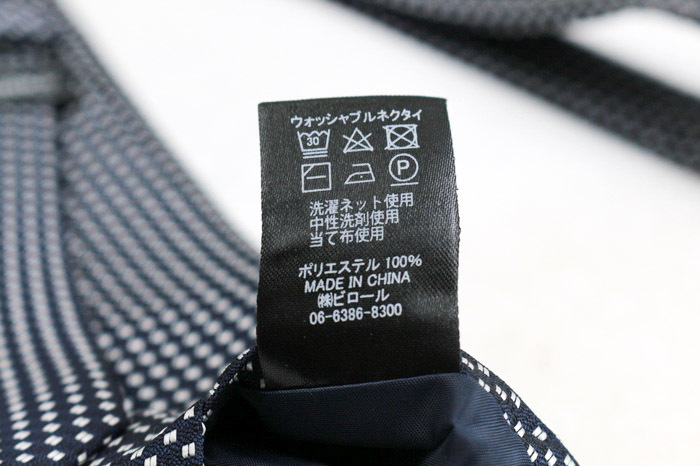 ウォッシャブルネクタイ
30
P
洗濯ネット使用
中性洗剤使用
当て布使用
ポリエステル 100%
MADE IN CHINA
㈱ビロール
06-6386-8300